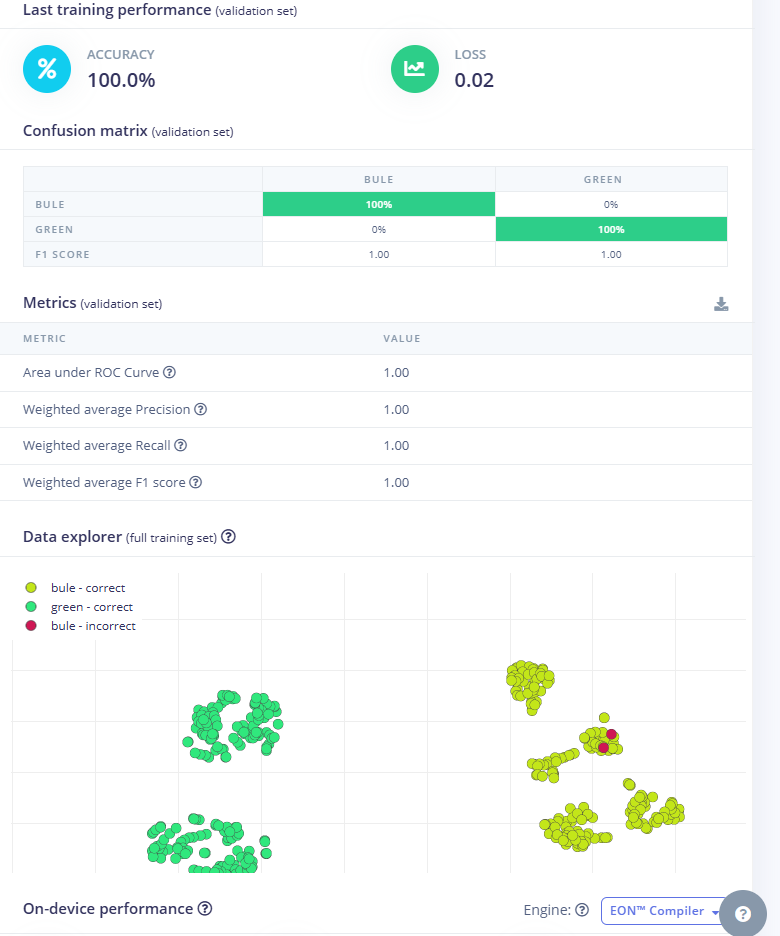 Last training performance (validation set)
% ACCURACY
100.0%
LOSS
0.02
Confusion matrix (validation set)
BULE GREEN
BULE 100% 0%
GREEN 0% 100%
F1 SCORE 1.00 1.00
Metrics (validation set)
METRIC VALUE
Area under ROC Curve ? 1.00
Weighted average Precision ? 1.00
Weighted average Recall ? 1.00
Weighted average F1 score ? 1.00
Data explorer (full training set) ?
bule - correct
green - correct
bule - incorrect
On-device performance ? Engine: ? EON™ Compiler ?